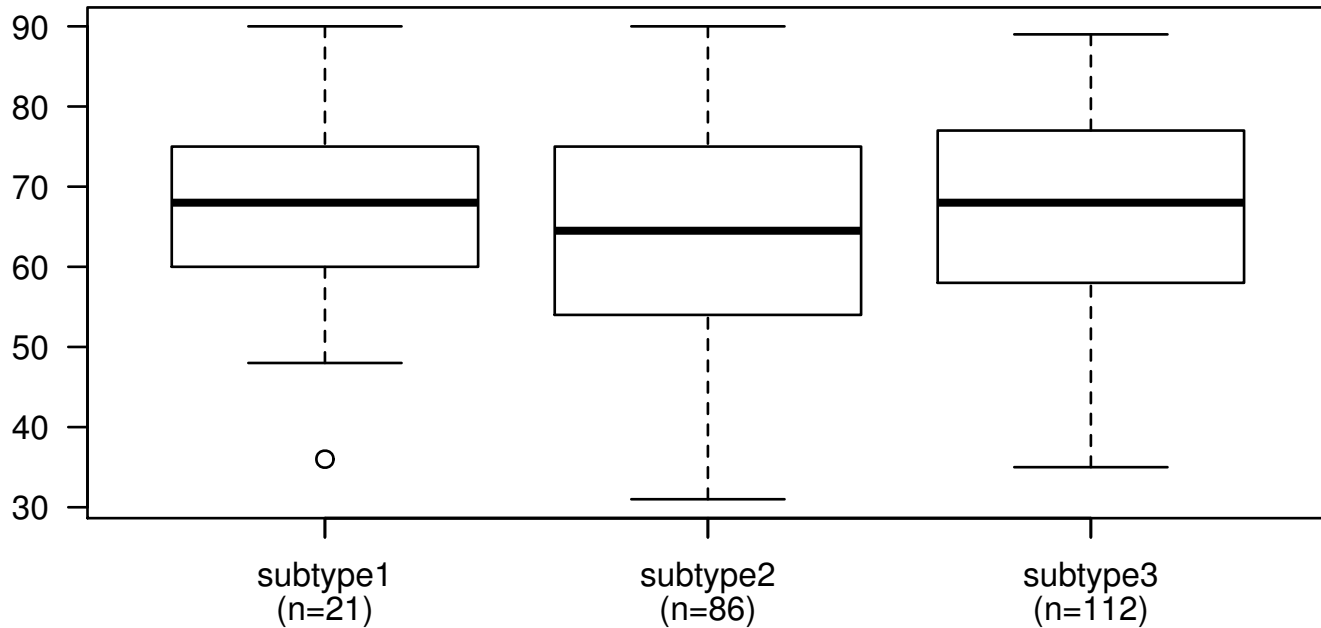 90
80
70
60
50
40
30
subtype1
(n=21)
subtype2
(n=86)
subtype3
(n=112)